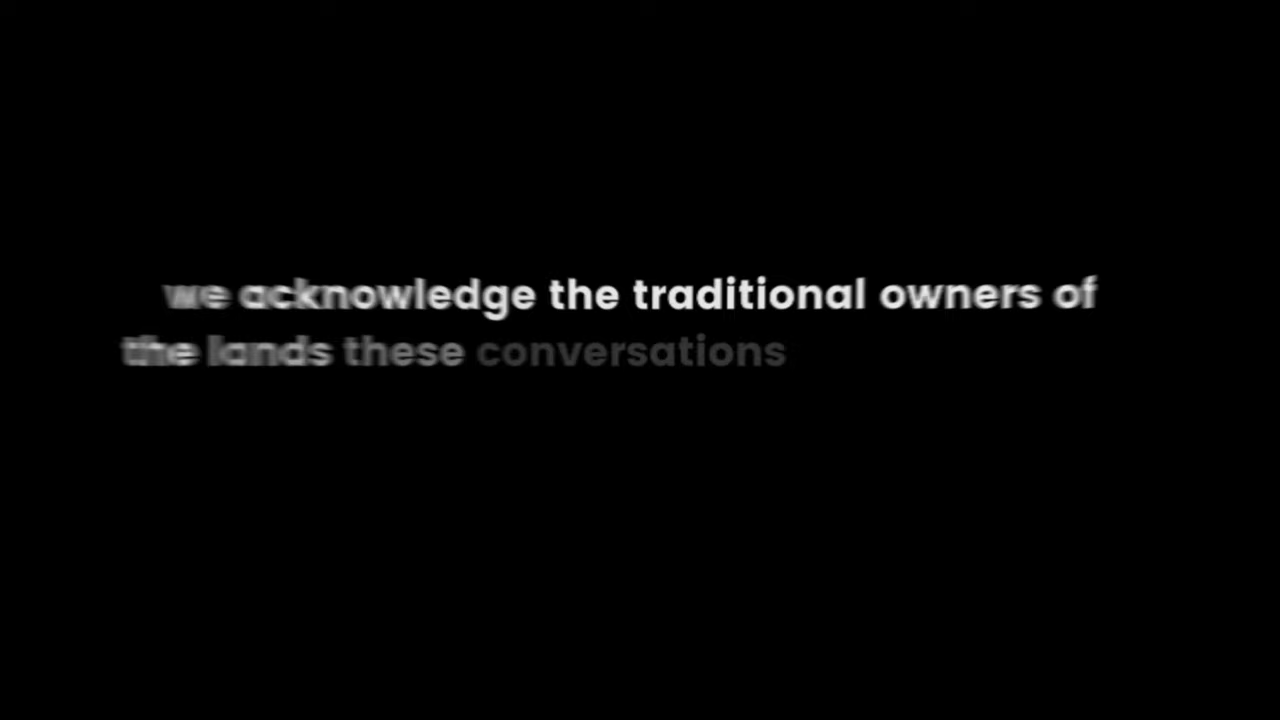 we acknowledge the traditional owners of
the lands these conversations